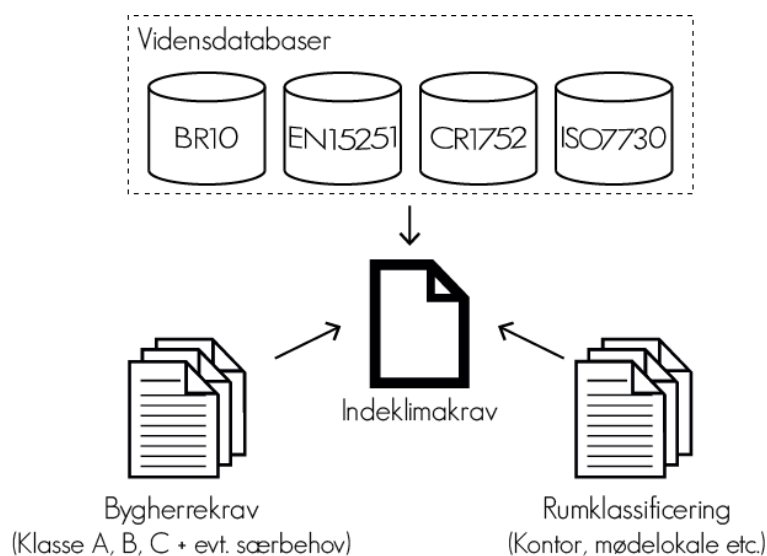 Vidensdatabaser
BR10
EN15251
CR1752
ISO7730
Indeklimakrav
Bygherrekrav
(Klasse A, B, C + evt. særbehov)
Rumklassificering
(Kontor, mødelokale etc.)